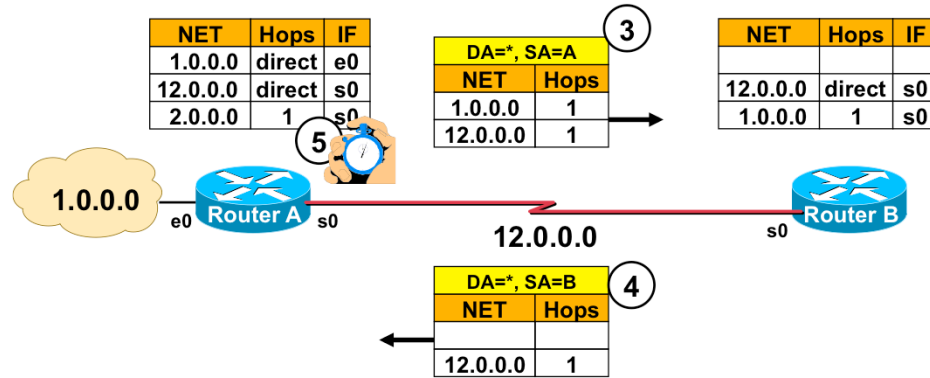 NET Hops IF
1.0.0.0 direct e0
12.0.0.0 direct s0
2.0.0.0 1 s0
DA=*, SA=A
NET Hops
1.0.0.0 1
12.0.0.0 1
3
NET Hops IF
12.0.0.0 direct s0
1.0.0.0 1 s0
5
i
1.0.0.0
e0
Router A
s0
12.0.0.0
s0
Router B
DA=*, SA=B
NET Hops
12.0.0.0 1
4